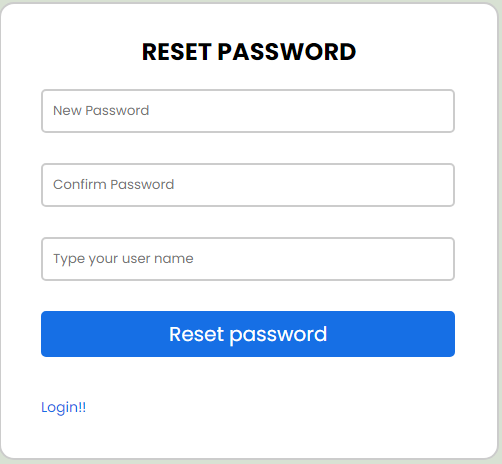 RESET PASSWORD
New Password
Confirm Password
Type your user name
Reset password
Login!!